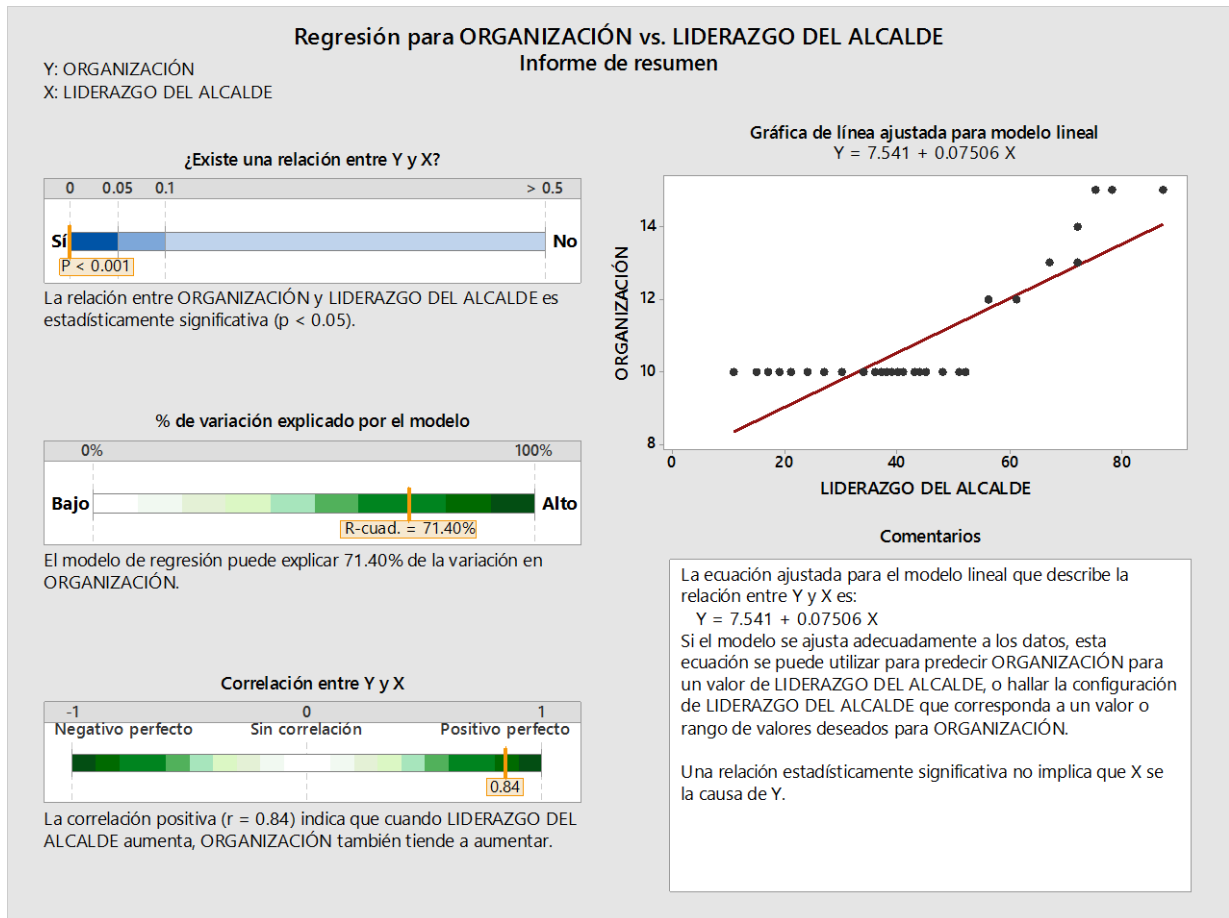 Regresión para ORGANIZACIÓN vs. LIDERAZGO DEL ALCALDE
Informe de resumen
Y: ORGANIZACIÓN
X: LIDERAZGO DEL ALCALDE
¿Existe una relación entre Y y X?
0 0.05 0.1 > 0.5
Sí No
P < 0.001
La relación entre ORGANIZACIÓN y LIDERAZGO DEL ALCALDE es
estadísticamente significativa (p < 0.05).
% de variación explicado por el modelo
0% 100%
Bajo Alto
R-cuad. = 71.40%
El modelo de regresión puede explicar 71.40% de la variación en
ORGANIZACIÓN.
Correlación entre Y y X
-1 0 1
Negativo perfecto Sin correlación Positivo perfecto
0.84
La correlación positiva (r = 0.84) indica que cuando LIDERAZGO DEL
ALCALDE aumenta, ORGANIZACIÓN también tiende a aumentar.
Gráfica de línea ajustada para modelo lineal
Y = 7.541 + 0.07506 X
ORGANIZACIÓN
14
12
10
8
0 20 40 60 80
LIDERAZGO DEL ALCALDE
Comentarios
La ecuación ajustada para el modelo lineal que describe la
relación entre Y y X es:
Y = 7.541 + 0.07506 X
Si el modelo se ajusta adecuadamente a los datos, esta
ecuación se puede utilizar para predecir ORGANIZACIÓN para
un valor de LIDERAZGO DEL ALCALDE, o hallar la configuración
de LIDERAZGO DEL ALCALDE que corresponda a un valor o
rango de valores deseados para ORGANIZACIÓN.
Una relación estadísticamente significativa no implica que X se
la causa de Y.